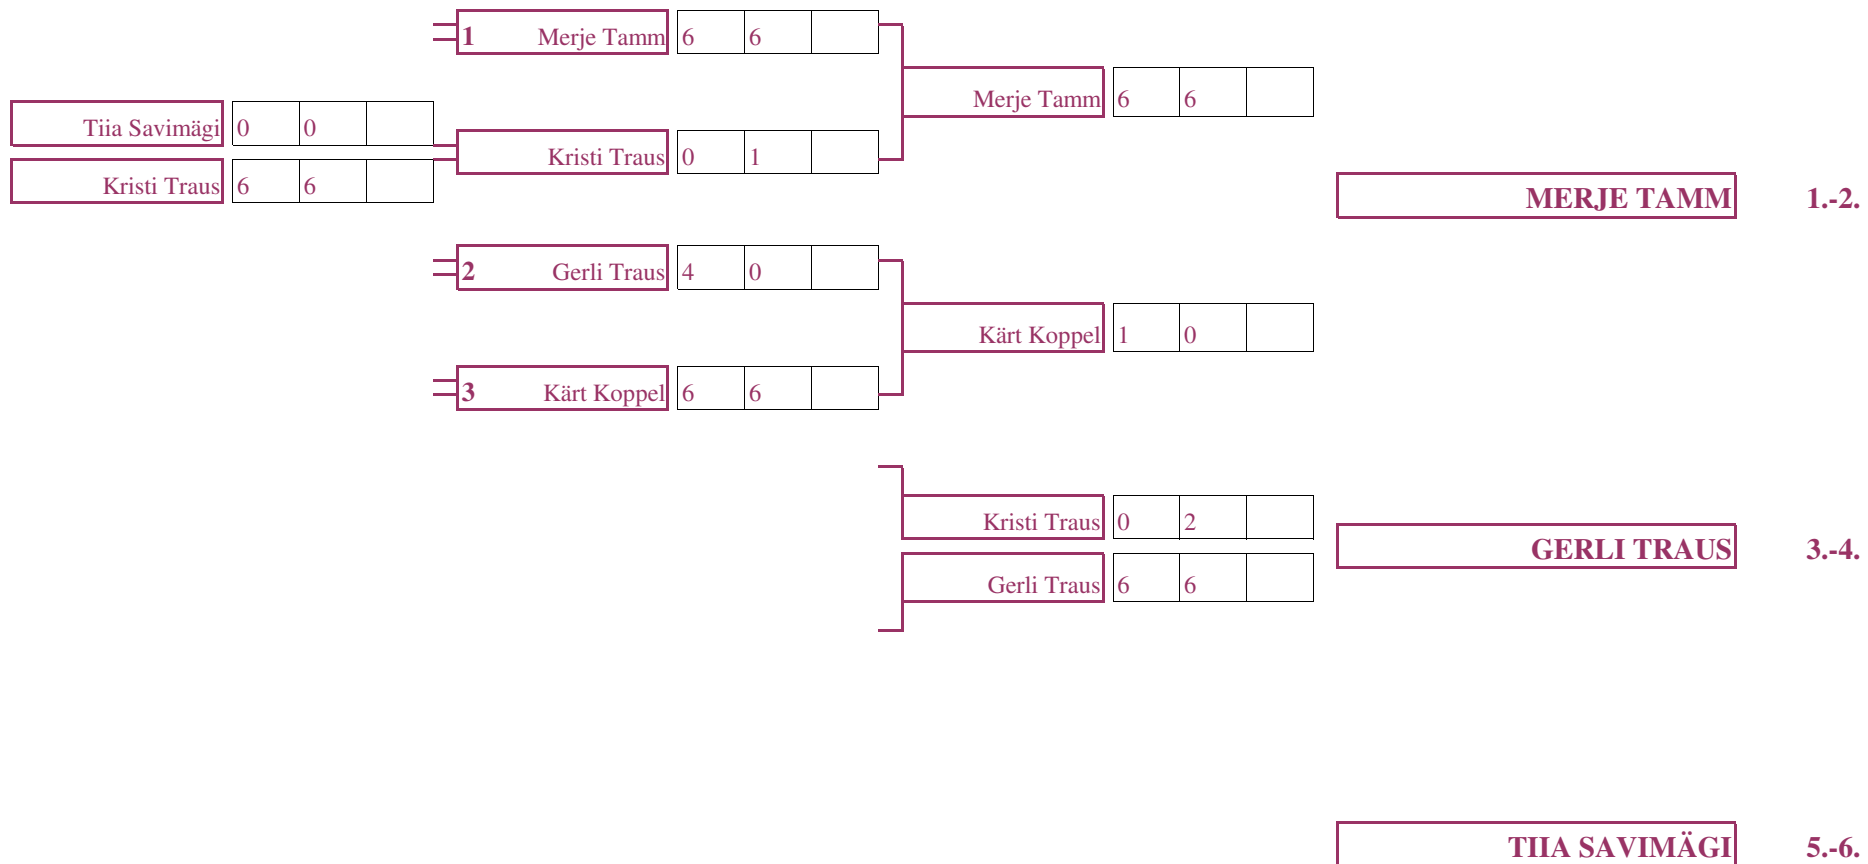 1 Merje Tamm 6 6
Merje Tamm 6 6
Tiia Savimägi 0 0
Kristi Traus 0 1
Kristi Traus 6 6
MERJE TAMM 1.-2.
2 Gerli Traus 4 0
Kärt Koppel 1 0
3 Kärt Koppel 6 6
Kristi Traus 0 2
GERLI TRAUS 3.-4.
Gerli Traus 6 6
TIIA SAVIMÄGI 5.-6.